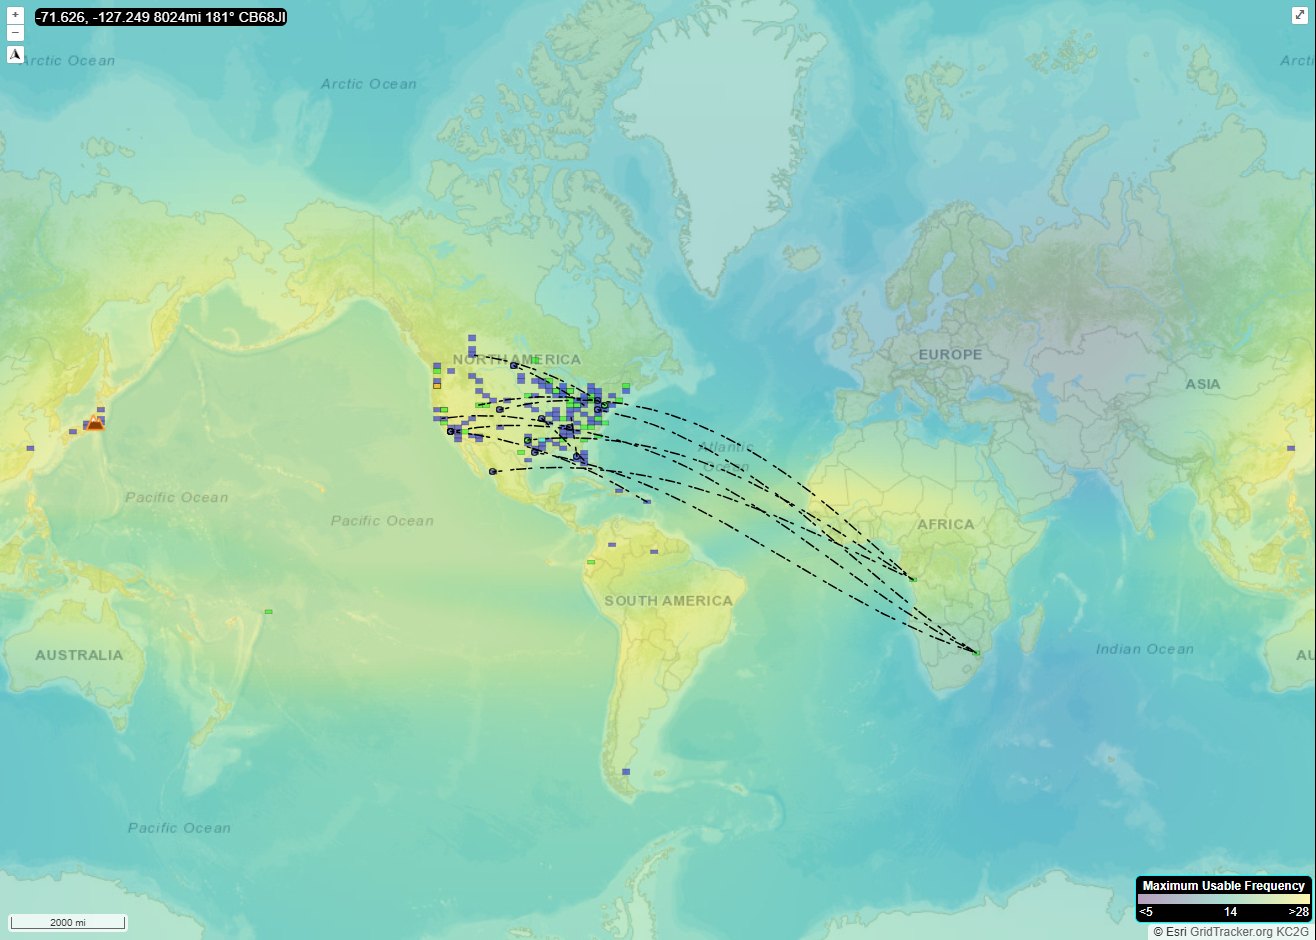 +
-71.626, -127.249 8024mi 181° CB68JI
−
Arctic Ocean
Arctic Ocean
Arcti
NORTH AMERICA
EUROPE
ASIA
Atlantic
Ocean
Pacific Ocean
Pacific Ocean
AFRICA
SOUTH AMERICA
AUSTRALIA
Indian Ocean
AU
Pacific Ocean
Maximum Usable Frequency
<5 14 >28
2000 mi
© Esri GridTracker.org KC2G